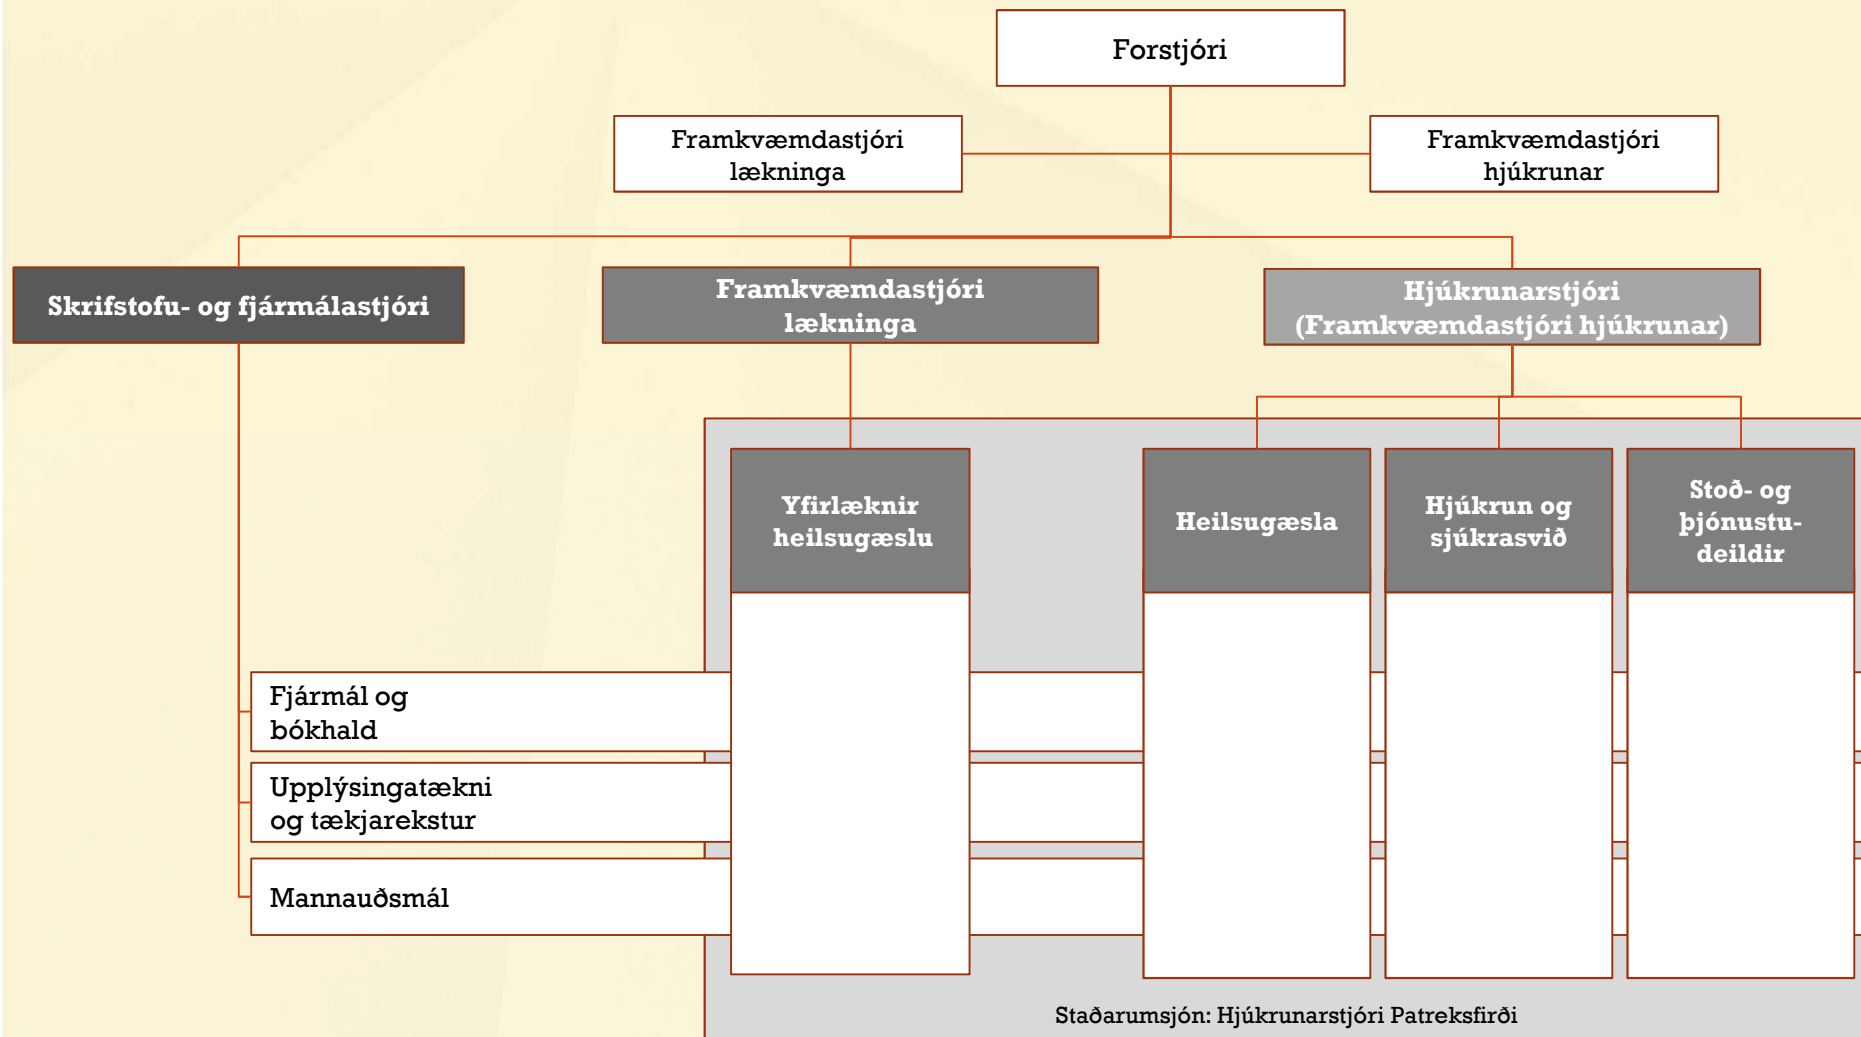 Forstjóri
Framkvæmdastjóri
lækninga
Framkvæmdastjóri
hjúkrunar
Skrifstofu- og fjármálastjóri
Framkvæmdastjóri
lækninga
Hjúkrunarstjóri
(Framkvæmdastjóri hjúkrunar)
Yfirlæknir
heilsugæslu
Heilsugæsla
Hjúkrun og
sjúkrasvið
Stoð- og
þjónustu-
deildir
Fjármál og
bókhald
Upplýsingatækni
og tækjarekstur
Mannauðsmál
Staðarumsjón: Hjúkrunarstjóri Patreksfirði